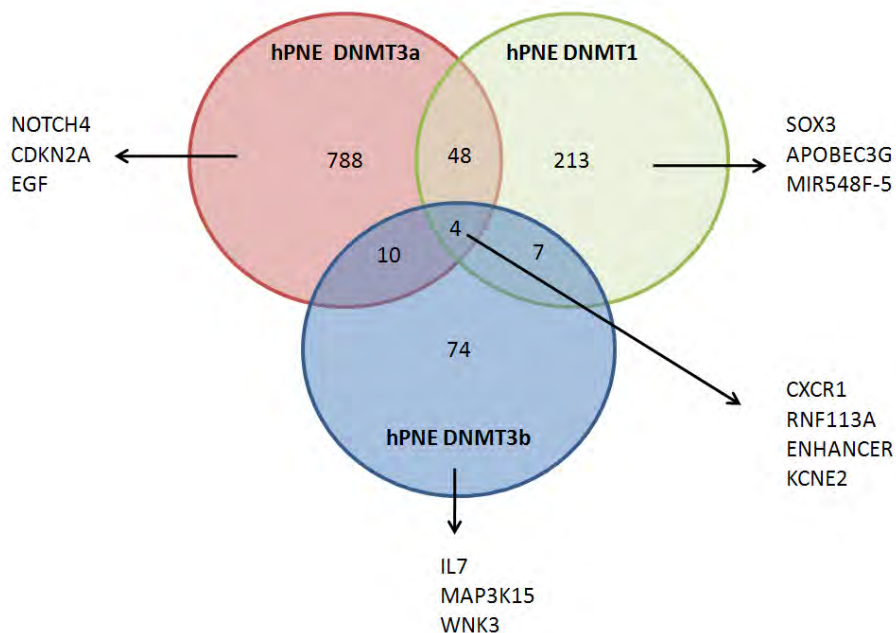 hPNE DNMT3a
hPNE DNMT1
NOTCH4
CDKN2A
EGF
788
48
213
SOX3
APOBEC3G
MIR548F-5
4
10
7
74
hPNE DNMT3b
CXCR1
RNF113A
ENHANCER
KCNE2
IL7
MAP3K15
WNK3